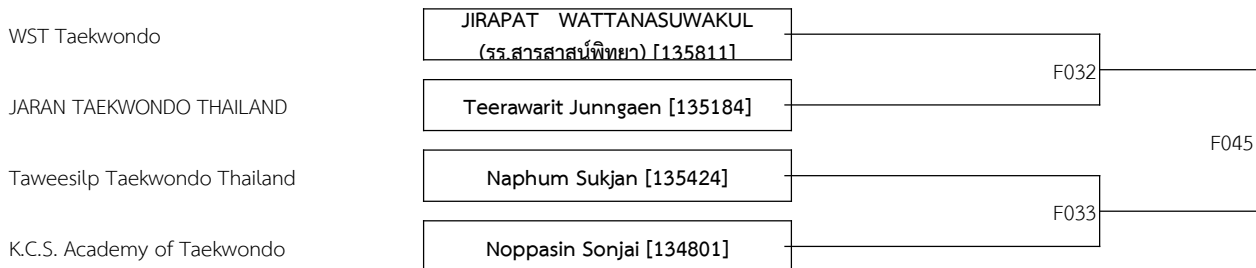 WST Taekwondo
JIRAPAT WATTANASUWAKUL
(รร.สารสาสน์พิทยา) [135811]
F032
JARAN TAEKWONDO THAILAND
Teerawarit Junngaen [135184]
F045
Taweesilp Taekwondo Thailand
Naphum Sukjan [135424]
F033
K.C.S. Academy of Taekwondo
Noppasin Sonjai [134801]